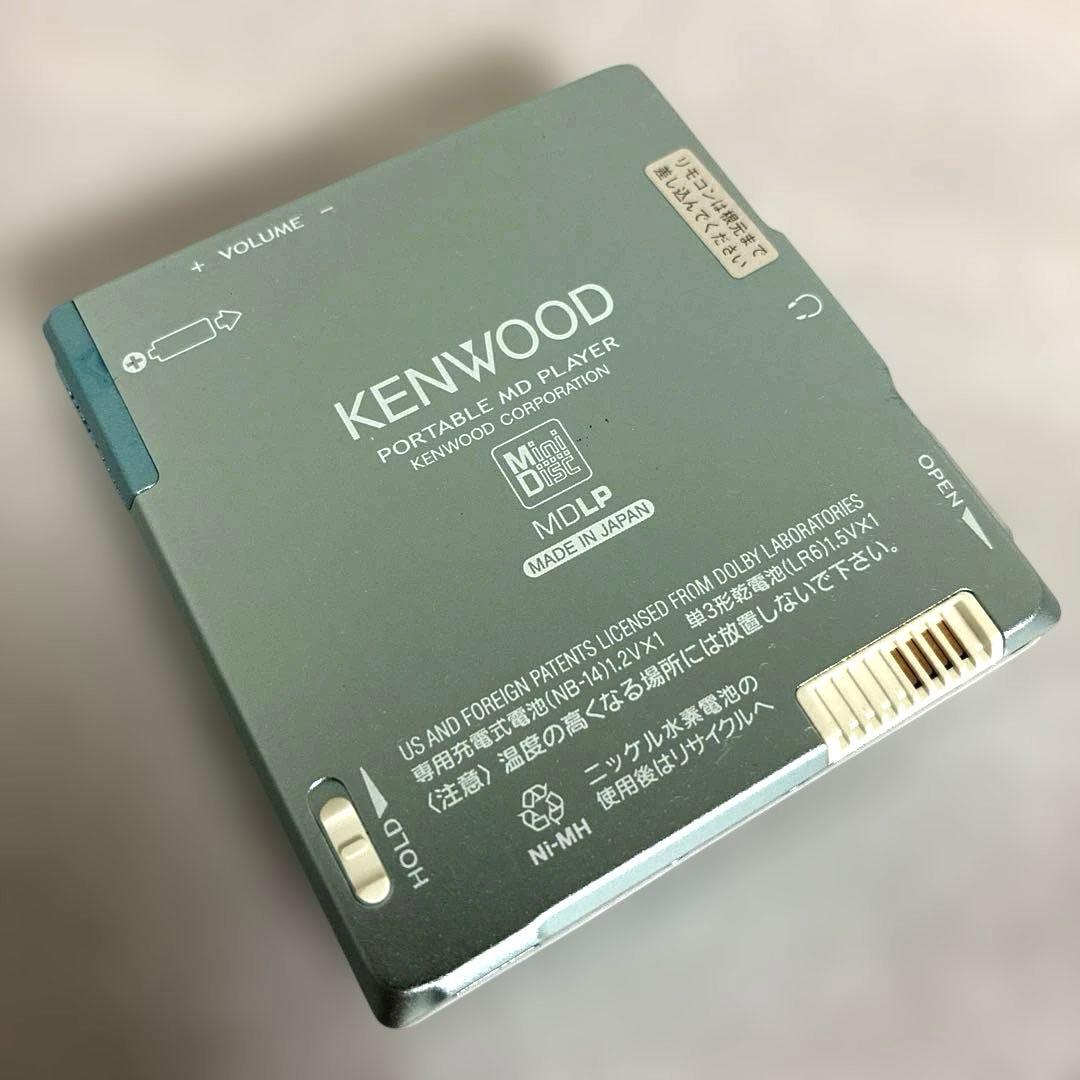 リモコンは根元まで
差し込んでください
+ VOLUME −
KENWOOD
PORTABLE MD PLAYER
KENWOOD CORPORATION
Mini
Disc
MDLP
MADE IN JAPAN
OPEN
US AND FOREIGN PATENTS LICENSED FROM DOLBY LABORATORIES
専用充電式電池(NB-14)1.2V×1 単3形乾電池(LR6)1.5V×1
〈注意〉温度の高くなる場所には放置しないで下さい。
ニッケル水素電池の
使用後はリサイクルへ
Ni-MH
HOLD